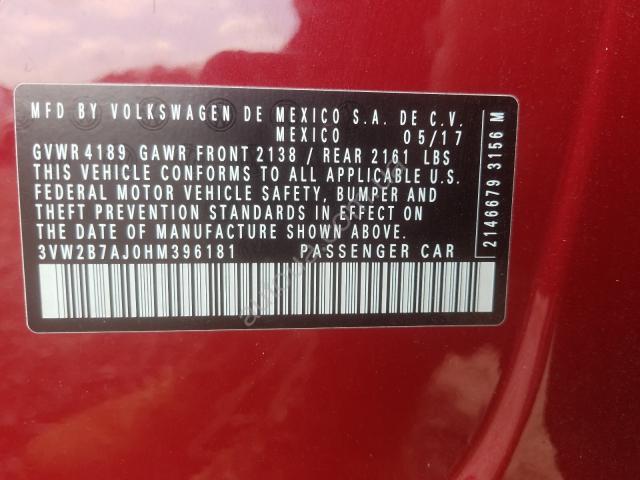 MFD BY VOLKSWAGEN DE MEXICO S.A. DE C.V.
MEXICO 05/17
GVWR 4189 GAWR FRONT 2138 / REAR 2161 LBS
THIS VEHICLE CONFORMS TO ALL APPLICABLE U.S.
FEDERAL MOTOR VEHICLE SAFETY, BUMPER AND
THEFT PREVENTION STANDARDS IN EFFECT ON
THE DATE OF MANUFACTURE SHOWN ABOVE.
3VW2B7AJ0HM396181 PASSENGER CAR
2146679 3156 M